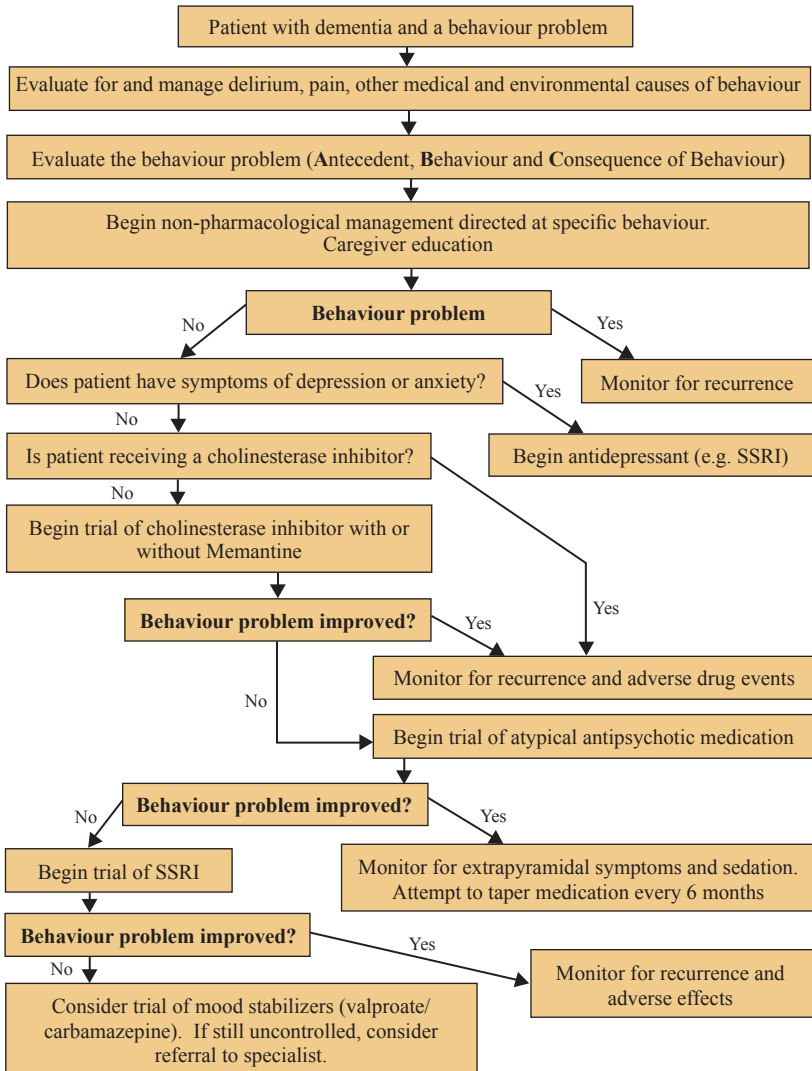 Patient with dementia and a behaviour problem
Evaluate for and manage delirium, pain, other medical and environmental causes of behaviour
Evaluate the behaviour problem (Antecedent, Behaviour and Consequence of Behaviour)
Begin non-pharmacological management directed at specific behaviour.
Caregiver education
Behaviour problem
No
Yes
Does patient have symptoms of depression or anxiety?
Monitor for recurrence
Yes
No
Is patient receiving a cholinesterase inhibitor?
Begin antidepressant (e.g. SSRI)
No
Begin trial of cholinesterase inhibitor with or
without Memantine
Yes
Behaviour problem improved?
Yes
Monitor for recurrence and adverse drug events
No
Begin trial of atypical antipsychotic medication
Behaviour problem improved?
No
Yes
Begin trial of SSRI
Monitor for extrapyramidal symptoms and sedation.
Attempt to taper medication every 6 months
Behaviour problem improved?
Yes
No
Monitor for recurrence and
adverse effects
Consider trial of mood stabilizers (valproate/
carbamazepine). If still uncontrolled, consider
referral to specialist.